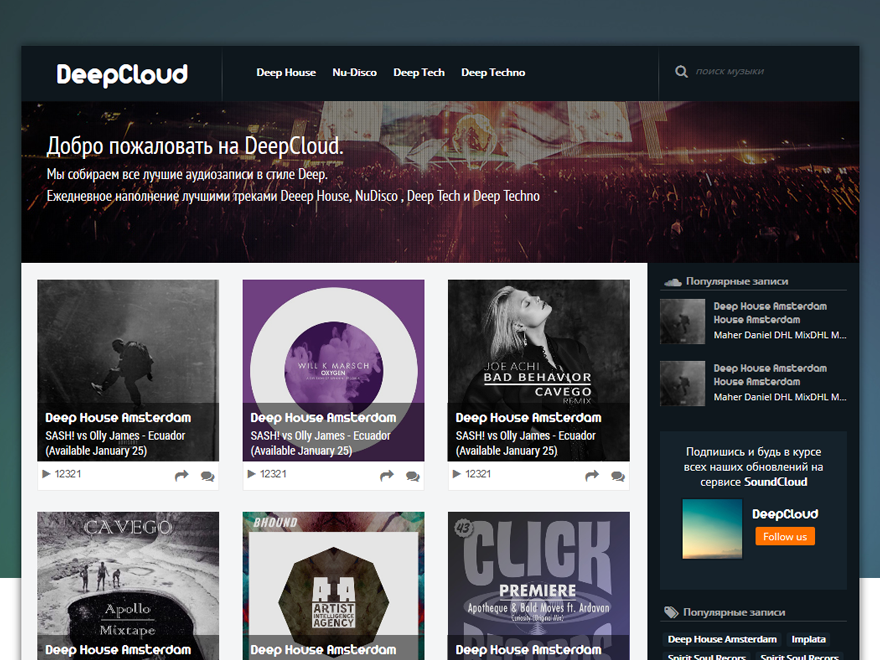 DeepCloud
Deep House
Nu-Disco
Deep Tech
Deep Techno
поиск музыки
Добро пожаловать на DeepCloud.
Мы собираем все лучшие аудиозаписи в стиле Deep.
Ежедневное наполнение лучшими треками Deeep House, NuDisco , Deep Tech и Deep Techno
WILL K MARSCH
OXYGEN
JOE ACHI
BAD BEHAVIOR
CAVEGO
REMIX
Deep House Amsterdam
SASH! vs Olly James - Ecuador
(Available January 25)
12321
Deep House Amsterdam
SASH! vs Olly James - Ecuador
(Available January 25)
12321
Deep House Amsterdam
SASH! vs Olly James - Ecuador
(Available January 25)
12321
CAVEGO
Apollo
Mixtape
Deep House Amsterdam
BHOUND
A A
ARTIST
INTELLIGENCE
AGENCY
Deep House Amsterdam
43
CLICK
PREMIERE
Apotheque & Bold Moves ft. Ardavan
Curiosity (Original Mix)
RECORDS
Deep House Amsterdam
Популярные записи
Deep House Amsterdam
House Amsterdam
Maher Daniel DHL MixDHL M...
Deep House Amsterdam
House Amsterdam
Maher Daniel DHL MixDHL M...
Подпишись и будь в курсе
всех наших обновлений на
сервисе SoundCloud
DeepCloud
Follow us
Популярные записи
Deep House Amsterdam
Implata
Spirit Soul Recors
Spirit Soul Recors